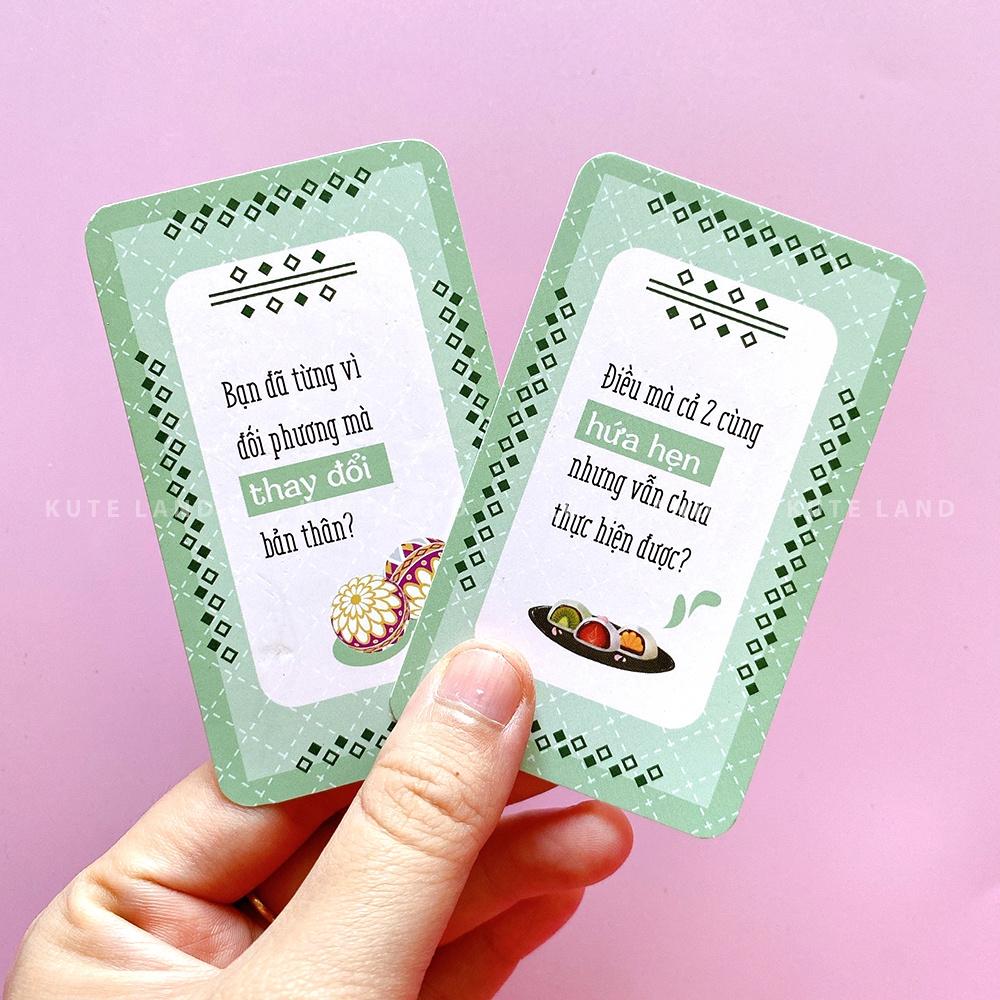 Bạn đã từng vì
đối phương mà
thay đổi
bản thân?
Điều mà cả 2 cùng
hứa hẹn
nhưng vẫn chưa
thực hiện được?
KUTE LAND
KUTE LAND